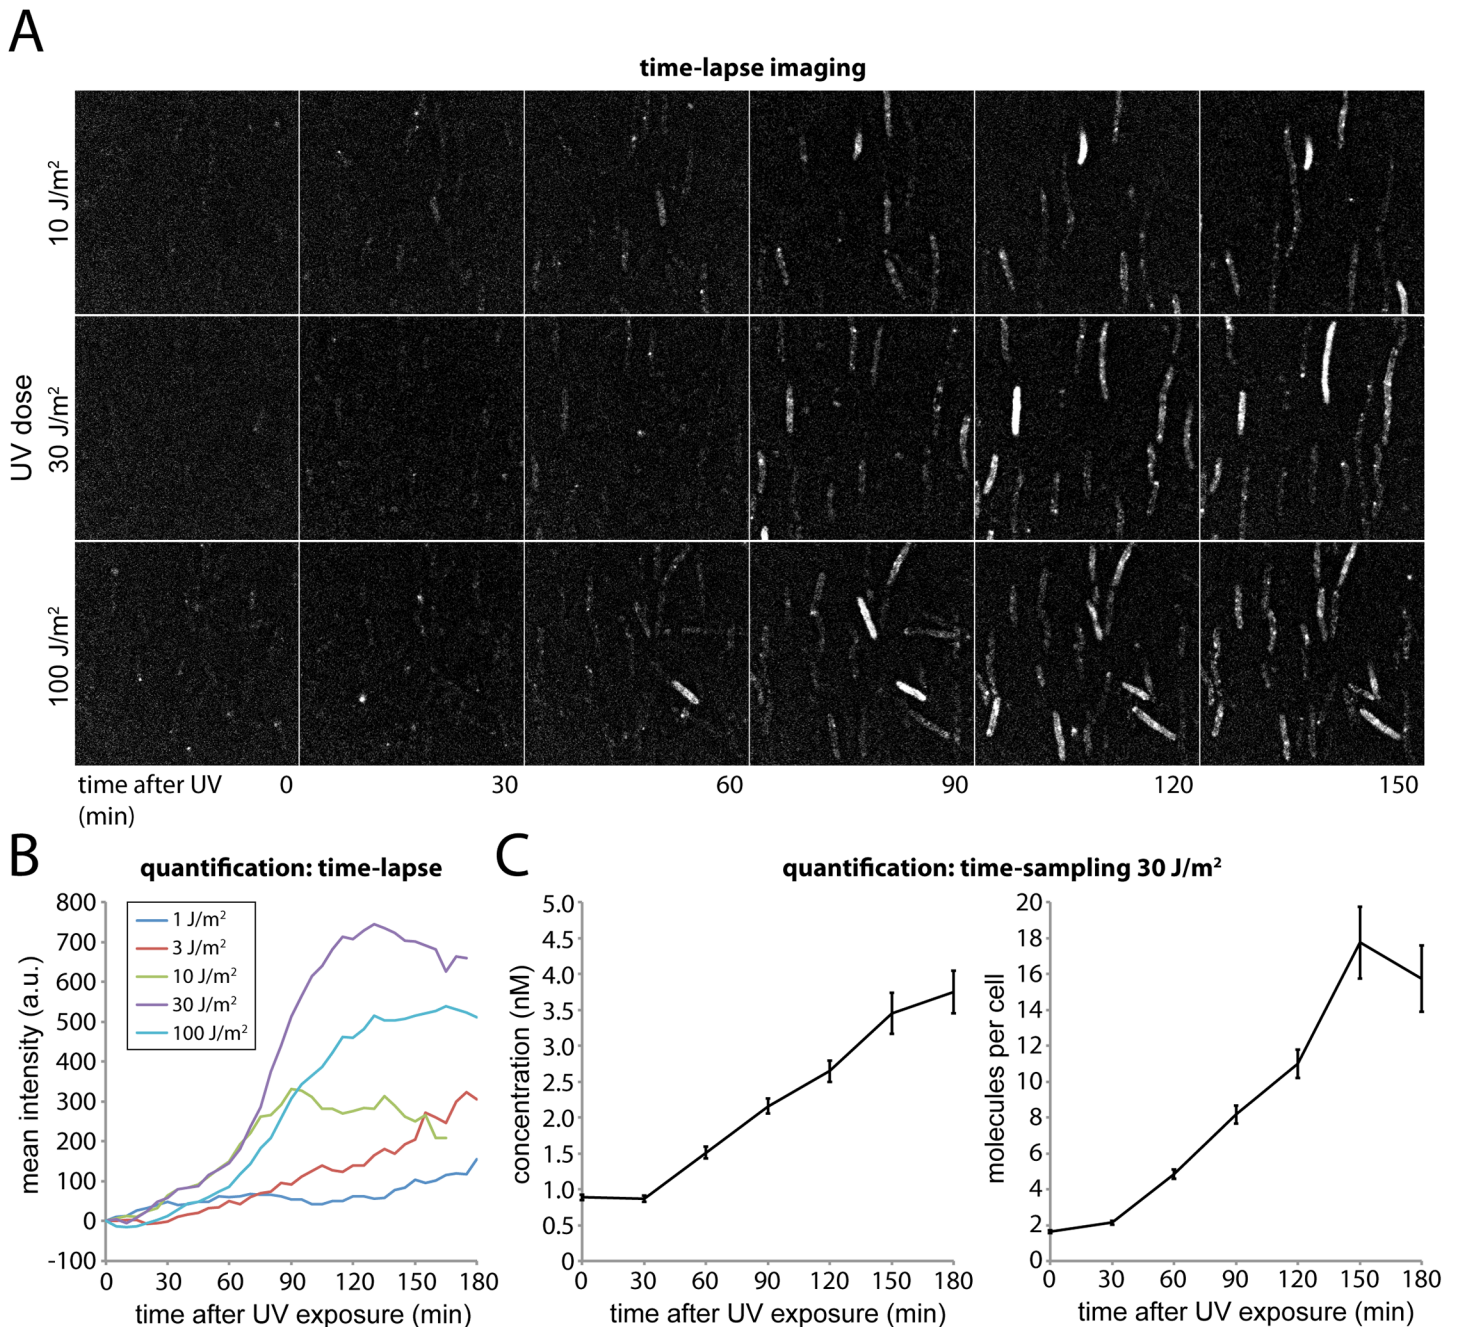 A
time-lapse imaging
UV dose
10 J/m²
30 J/m²
100 J/m²
time after UV 0 30 60 90 120 150
(min)
B
quantification: time-lapse
mean intensity (a.u.)
800
700
600
500
400
300
200
100
0
-100
1 J/m²
3 J/m²
10 J/m²
30 J/m²
100 J/m²
0 30 60 90 120 150 180
time after UV exposure (min)
C
quantification: time-sampling 30 J/m²
concentration (nM)
5.0
4.5
4.0
3.5
3.0
2.5
2.0
1.5
1.0
0.5
0
0 30 60 90 120 150 180
time after UV exposure (min)
molecules per cell
20
18
16
14
12
10
8
6
4
2
0
0 30 60 90 120 150 180
time after UV exposure (min)